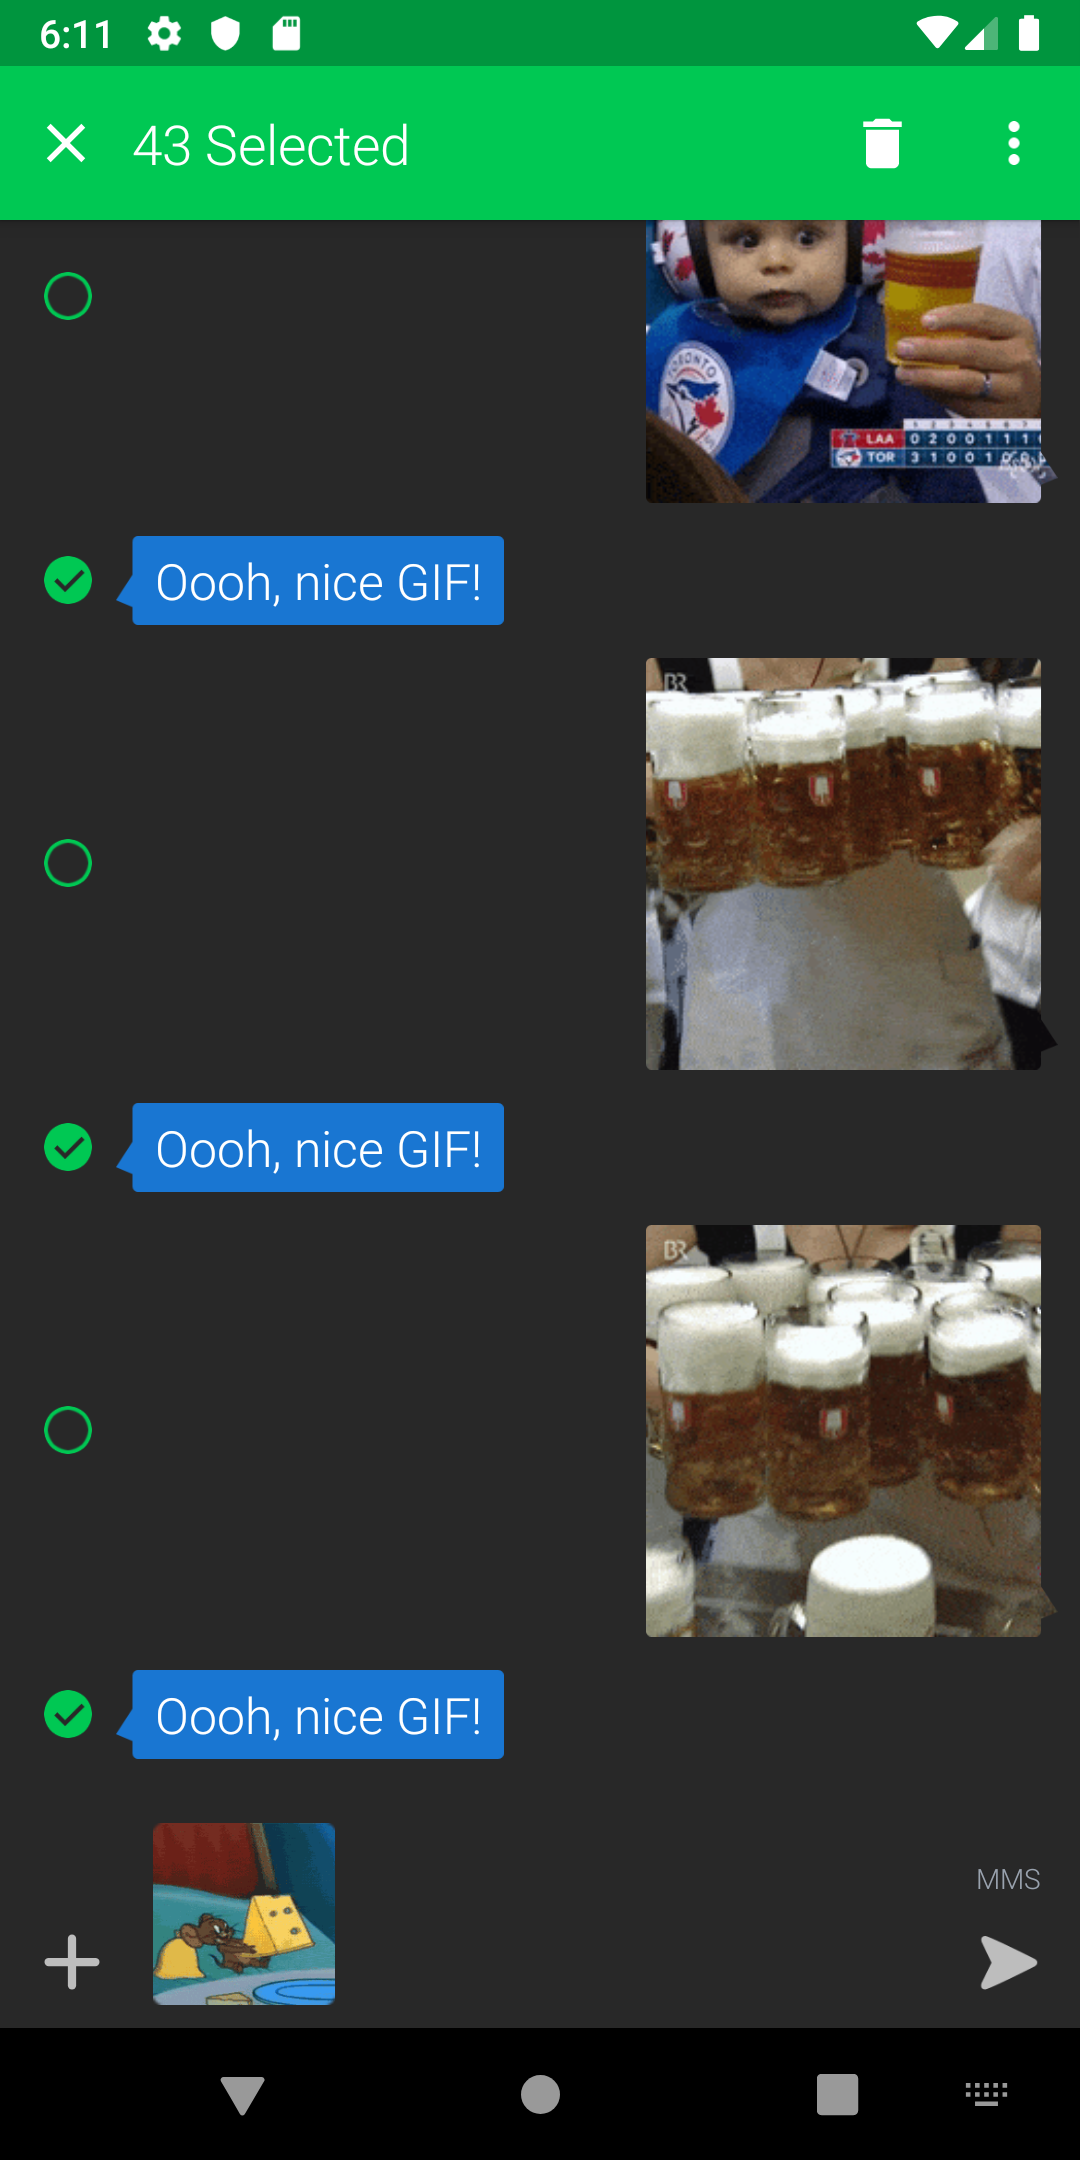 6:11
43 Selected
TORONTO
LAA 0 2 0 0 1 1 1
TOR 3 1 0 0 1
Oooh, nice GIF!
BR
Oooh, nice GIF!
BR
Oooh, nice GIF!
MMS